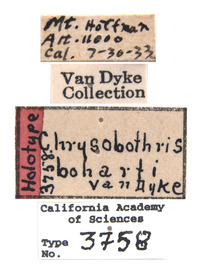 Mt. Hoffman
Alt. 11000
Cal. 7-30-33
Van Dyke
Collection
Holotype
3758
Chrysobothris
boharti
van Dyke
California Academy
of Sciences
Type
No. 3758